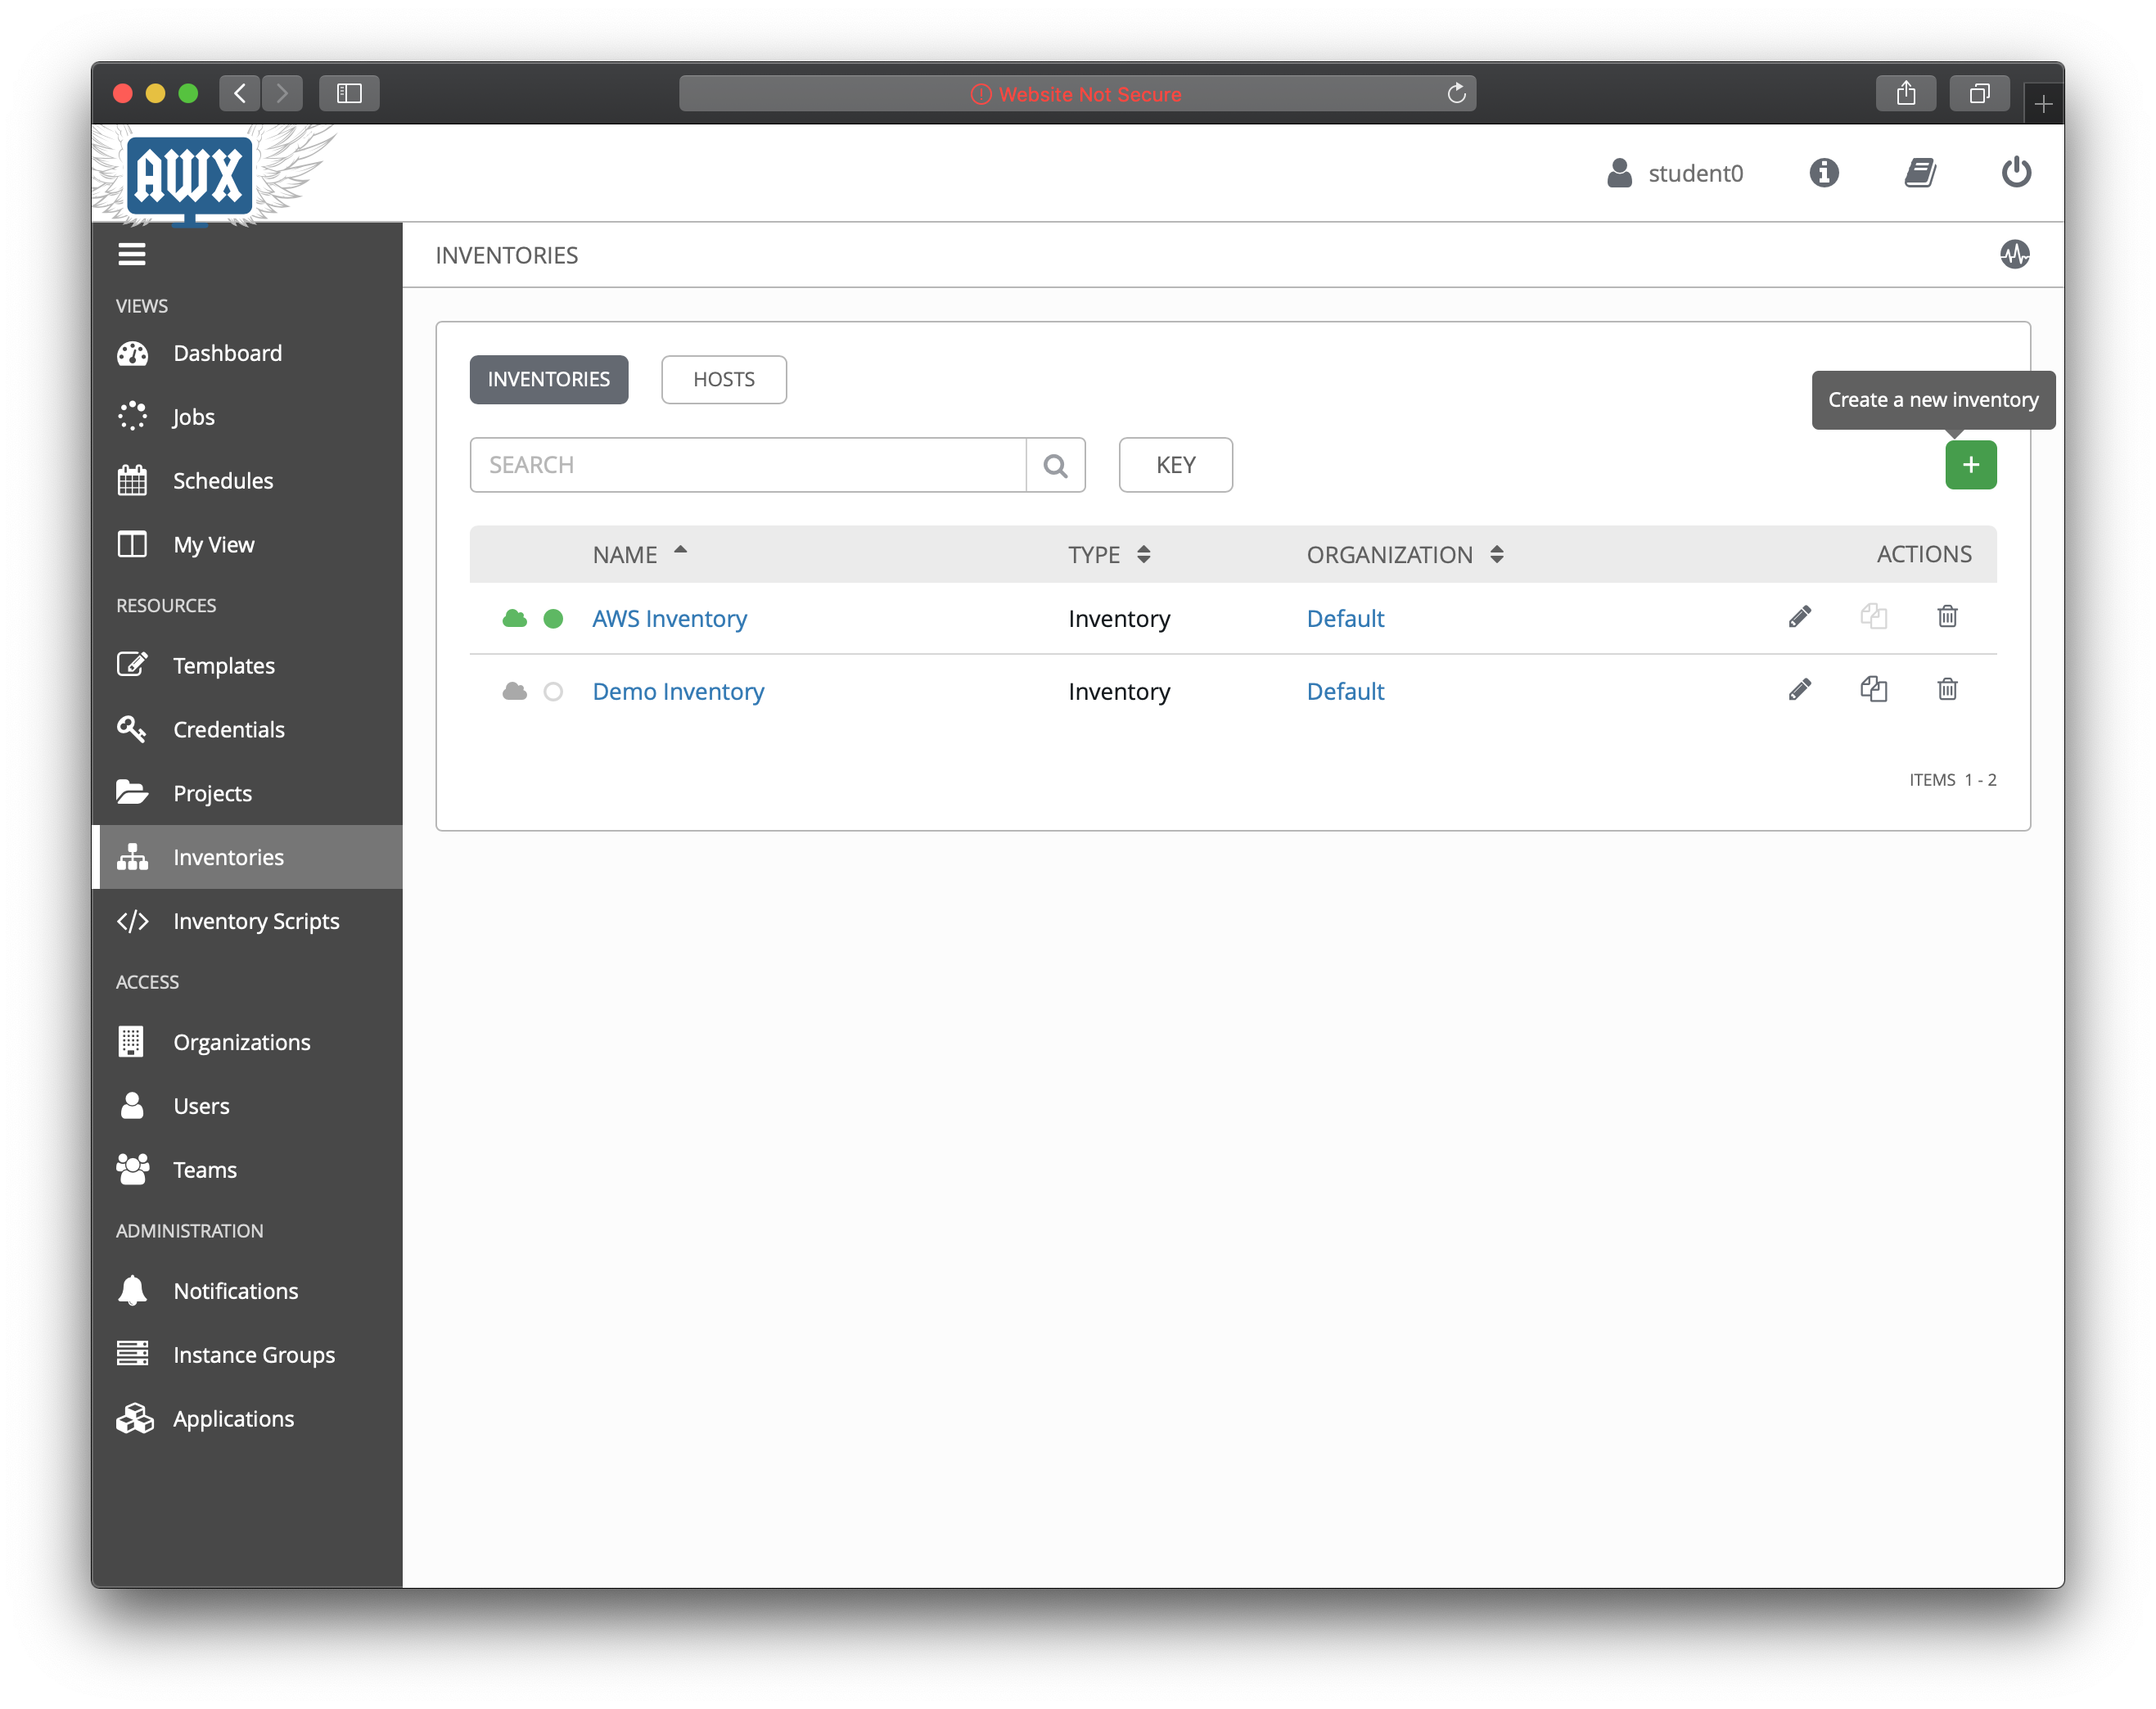 Website Not Secure
AWX
student0
INVENTORIES
VIEWS
Dashboard
Jobs
Schedules
My View
RESOURCES
Templates
Credentials
Projects
Inventories
Inventory Scripts
ACCESS
Organizations
Users
Teams
ADMINISTRATION
Notifications
Instance Groups
Applications
INVENTORIES HOSTS
Create a new inventory
SEARCH KEY +
NAME TYPE ORGANIZATION ACTIONS
AWS Inventory Inventory Default
Demo Inventory Inventory Default
ITEMS 1 - 2